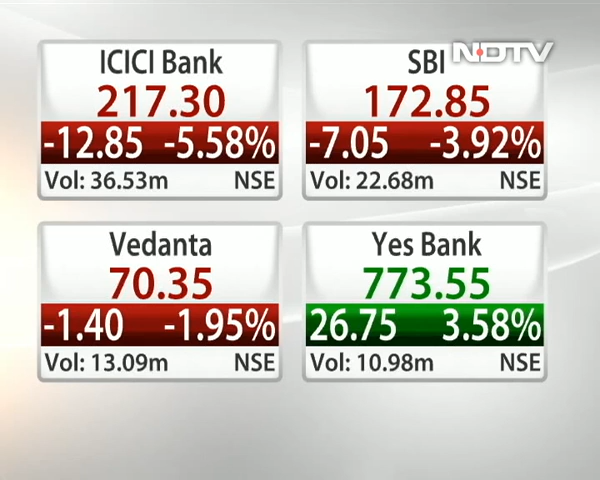 NDTV
ICICI Bank
217.30
-12.85 -5.58%
Vol: 36.53m NSE
SBI
172.85
-7.05 -3.92%
Vol: 22.68m NSE
Vedanta
70.35
-1.40 -1.95%
Vol: 13.09m NSE
Yes Bank
773.55
26.75 3.58%
Vol: 10.98m NSE